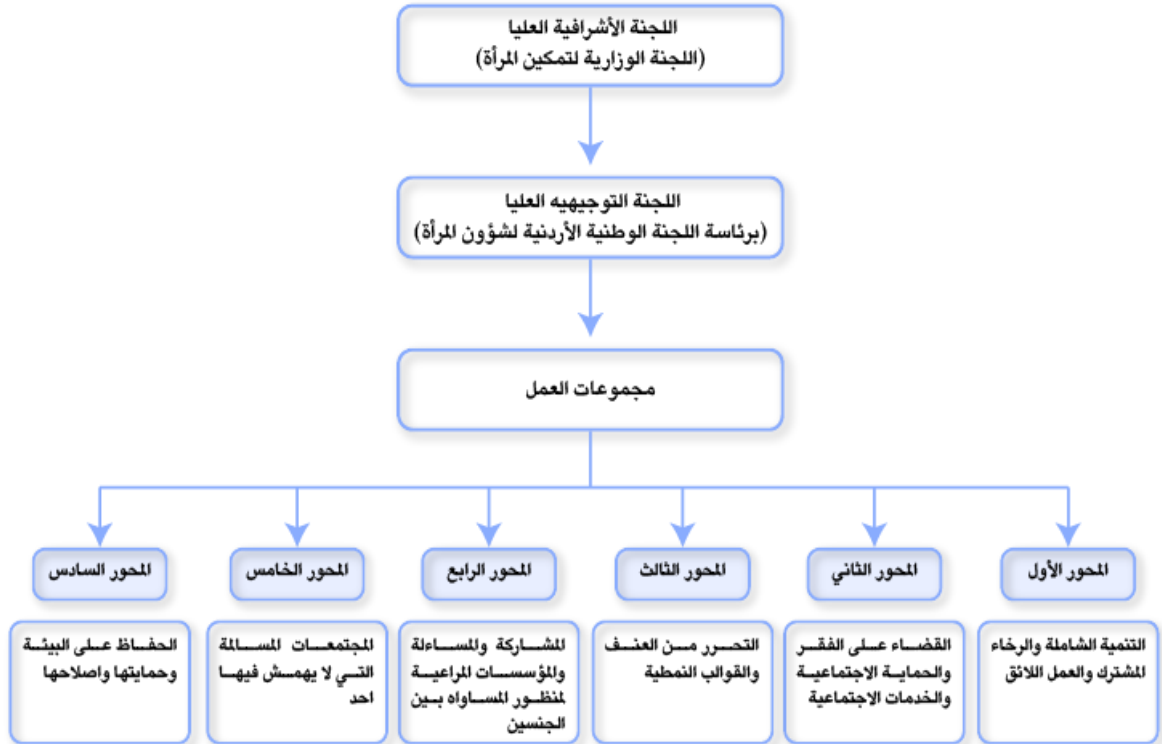 اللجنة الأشرافية العليا
(اللجنة الوزارية لتمكين المرأة)
اللجنة التوجيهيه العليا
(برئاسة اللجنة الوطنية الأردنية لشؤون المرأة)
مجموعات العمل
المحور الأول
التنمية الشاملة والرخاء
المشترك والعمل اللائق
المحور الثاني
القضاء على الفقر
والحماية الاجتماعية
والخدمات الاجتماعية
المحور الثالث
التحرر من العنف
والقوالب النمطية
المحور الرابع
المشاركة والمساءلة
والمؤسسات المراعية
لمنظور المساواه بين
الجنسين
المحور الخامس
المجتمعات المسالمة
التي لا يهمش فيها
احد
المحور السادس
الحفاظ على البيئة
وحمايتها واصلاحها